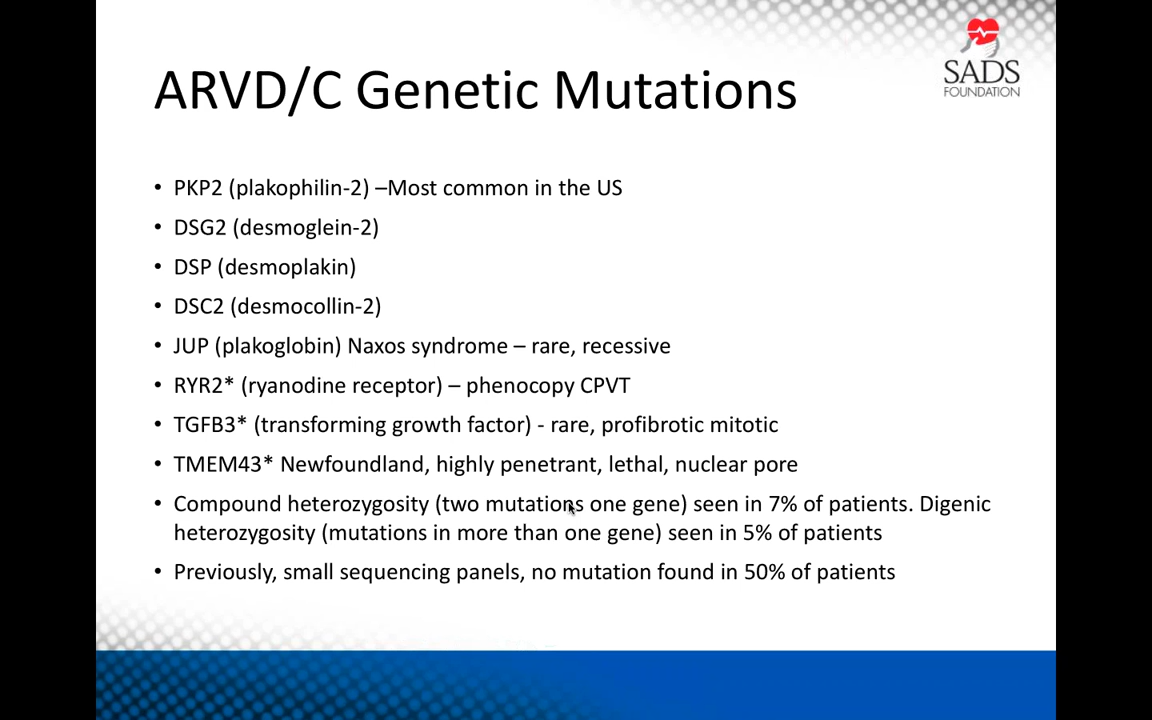 SADS
FOUNDATION
ARVD/C Genetic Mutations
• PKP2 (plakophilin-2) –Most common in the US
• DSG2 (desmoglein-2)
• DSP (desmoplakin)
• DSC2 (desmocollin-2)
• JUP (plakoglobin) Naxos syndrome – rare, recessive
• RYR2* (ryanodine receptor) – phenocopy CPVT
• TGFB3* (transforming growth factor) - rare, profibrotic mitotic
• TMEM43* Newfoundland, highly penetrant, lethal, nuclear pore
• Compound heterozygosity (two mutations one gene) seen in 7% of patients. Digenic
heterozygosity (mutations in more than one gene) seen in 5% of patients
• Previously, small sequencing panels, no mutation found in 50% of patients